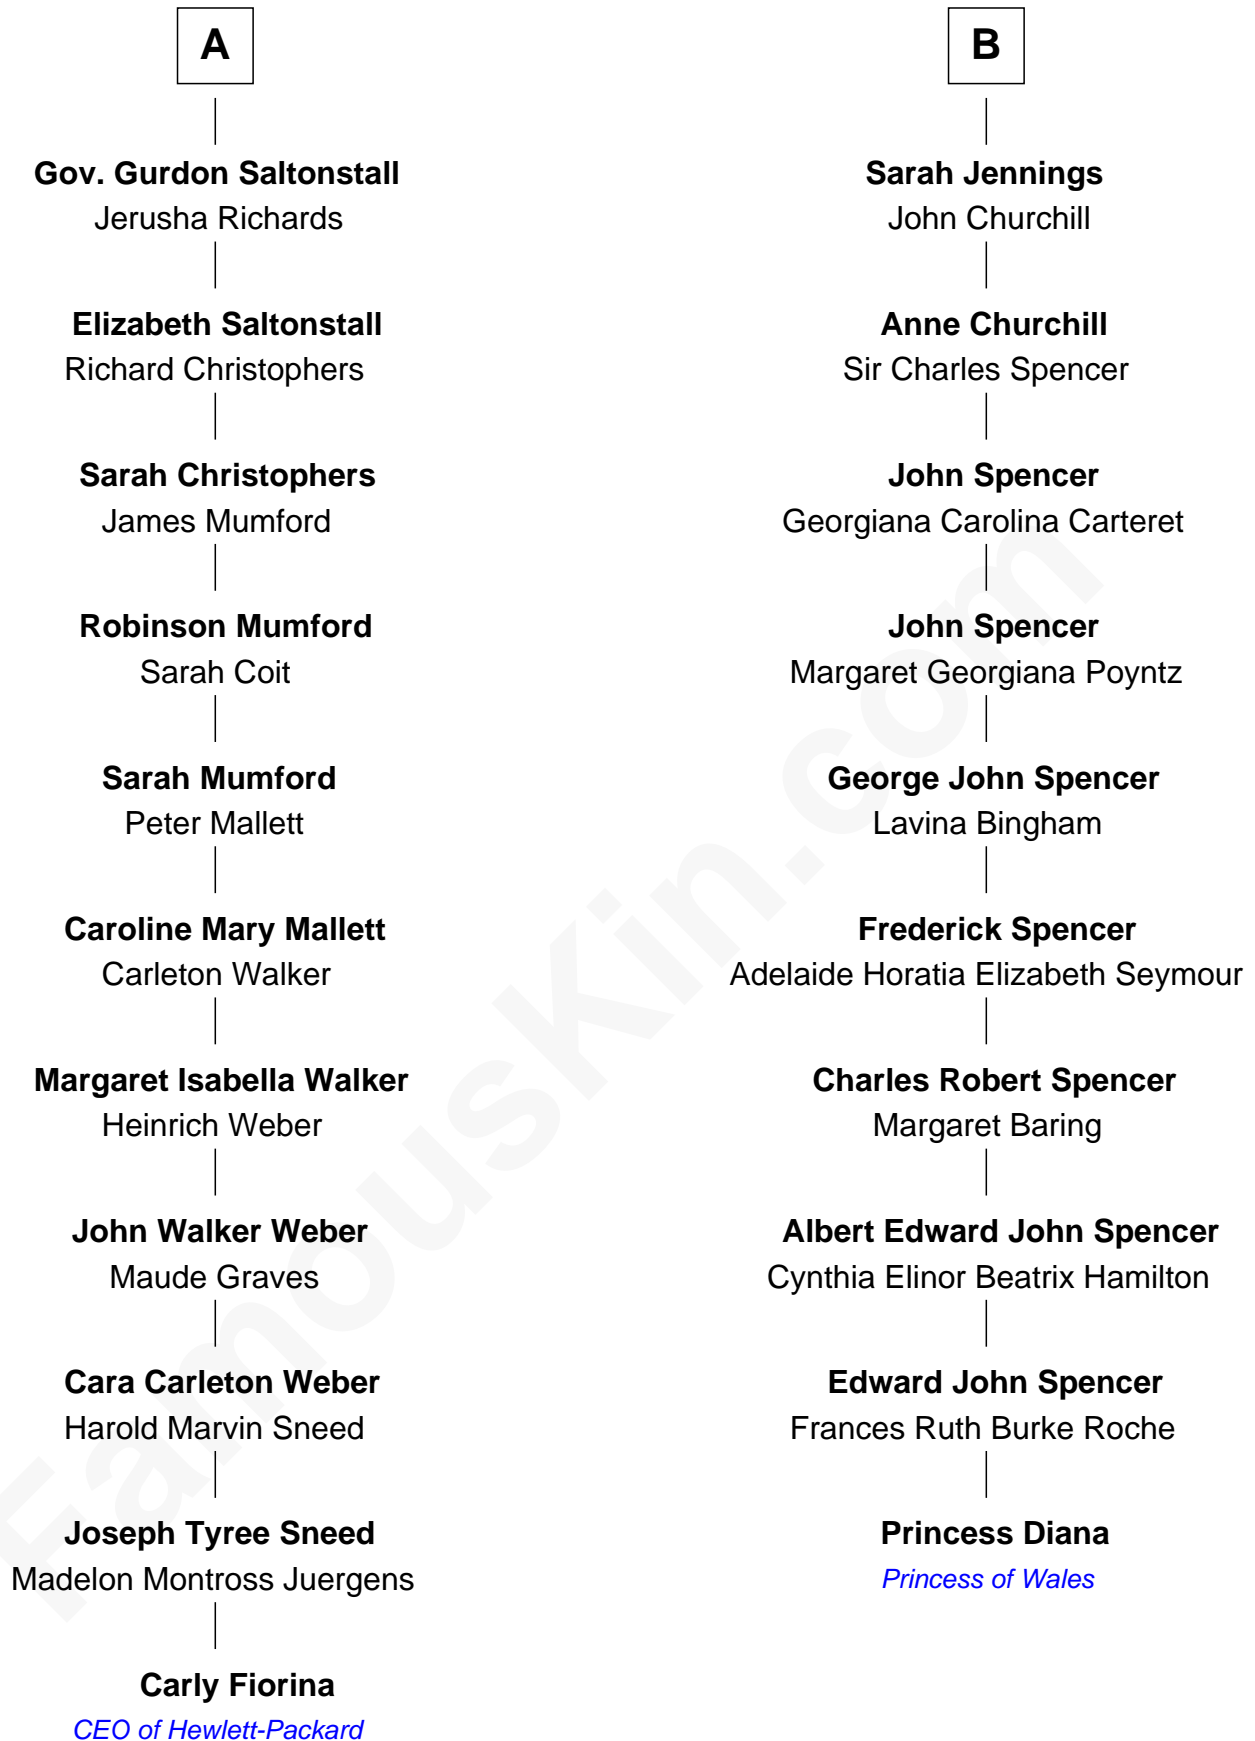 A
Gov. Gurdon Saltonstall
Jerusha Richards
Elizabeth Saltonstall
Richard Christophers
Sarah Christophers
James Mumford
Robinson Mumford
Sarah Coit
Sarah Mumford
Peter Mallett
Caroline Mary Mallett
Carleton Walker
Margaret Isabella Walker
Heinrich Weber
John Walker Weber
Maude Graves
Cara Carleton Weber
Harold Marvin Sneed
Joseph Tyree Sneed
Madelon Montross Juergens
Carly Fiorina
CEO of Hewlett-Packard
B
Sarah Jennings
John Churchill
Anne Churchill
Sir Charles Spencer
John Spencer
Georgiana Carolina Carteret
John Spencer
Margaret Georgiana Poyntz
George John Spencer
Lavina Bingham
Frederick Spencer
Adelaide Horatia Elizabeth Seymour
Charles Robert Spencer
Margaret Baring
Albert Edward John Spencer
Cynthia Elinor Beatrix Hamilton
Edward John Spencer
Frances Ruth Burke Roche
Princess Diana
Princess of Wales
FamousKin.com